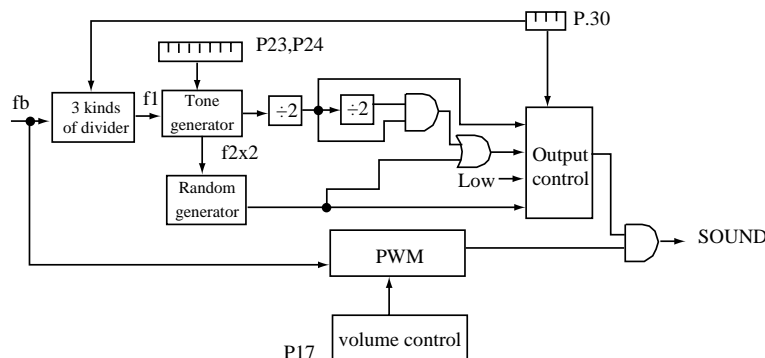 P.30
P23,P24
fb
3 kinds
of divider
f1
Tone
generator
÷2
÷2
f2x2
Random
generator
Low
Output
control
PWM
SOUND
volume control
P17